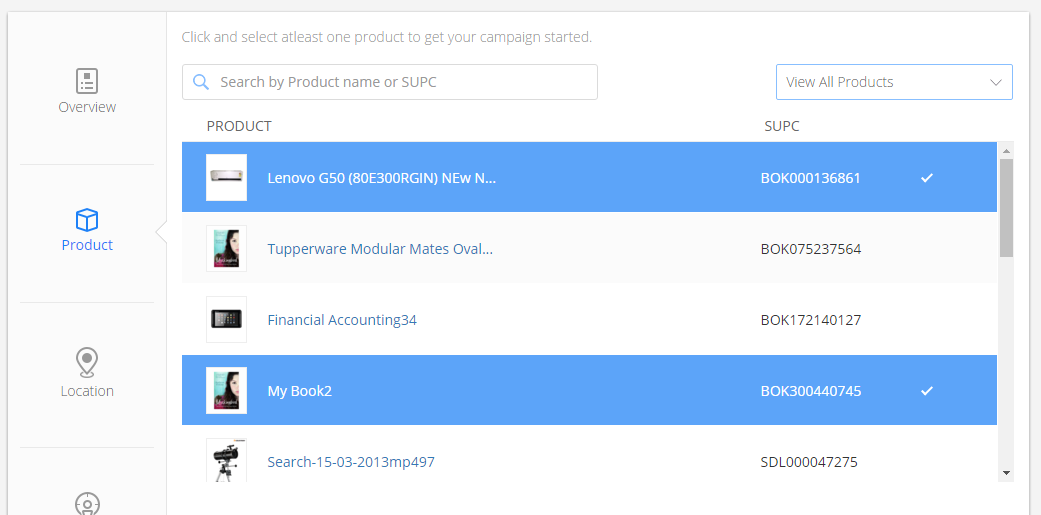 Click and select atleast one product to get your campaign started.
Search by Product name or SUPC
View All Products
PRODUCT SUPC
Lenovo G50 (80E300RGIN) NEw N... BOK000136861
Tupperware Modular Mates Oval... BOK075237564
Financial Accounting34 BOK172140127
My Book2 BOK300440745
Search-15-03-2013mp497 SDL000047275
Overview
Product
Location